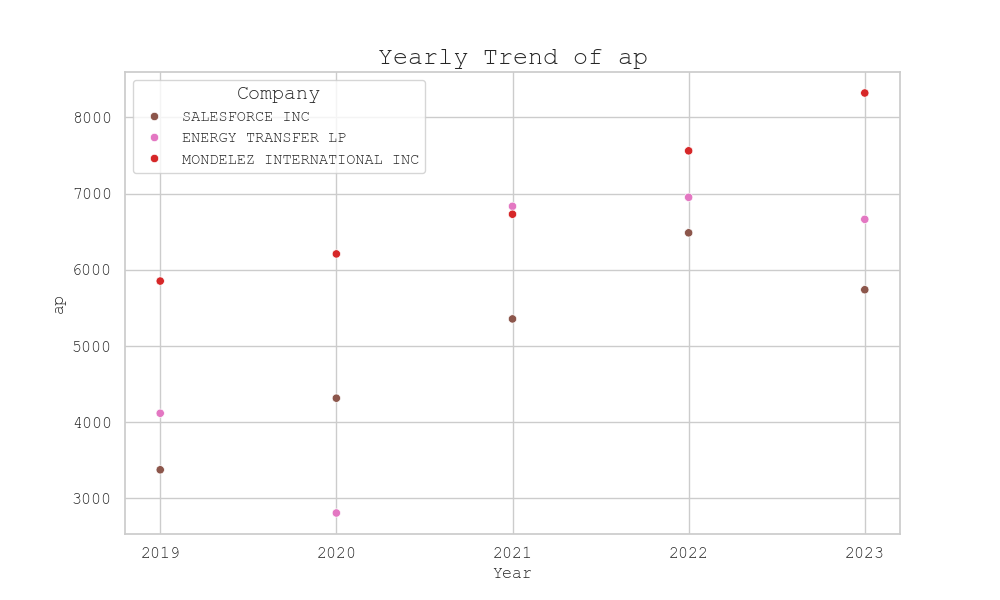 Yearly Trend of ap
Company
SALESFORCE INC
ENERGY TRANSFER LP
MONDELEZ INTERNATIONAL INC
8000
7000
6000
5000
4000
3000
ap
2019 2020 2021 2022 2023
Year